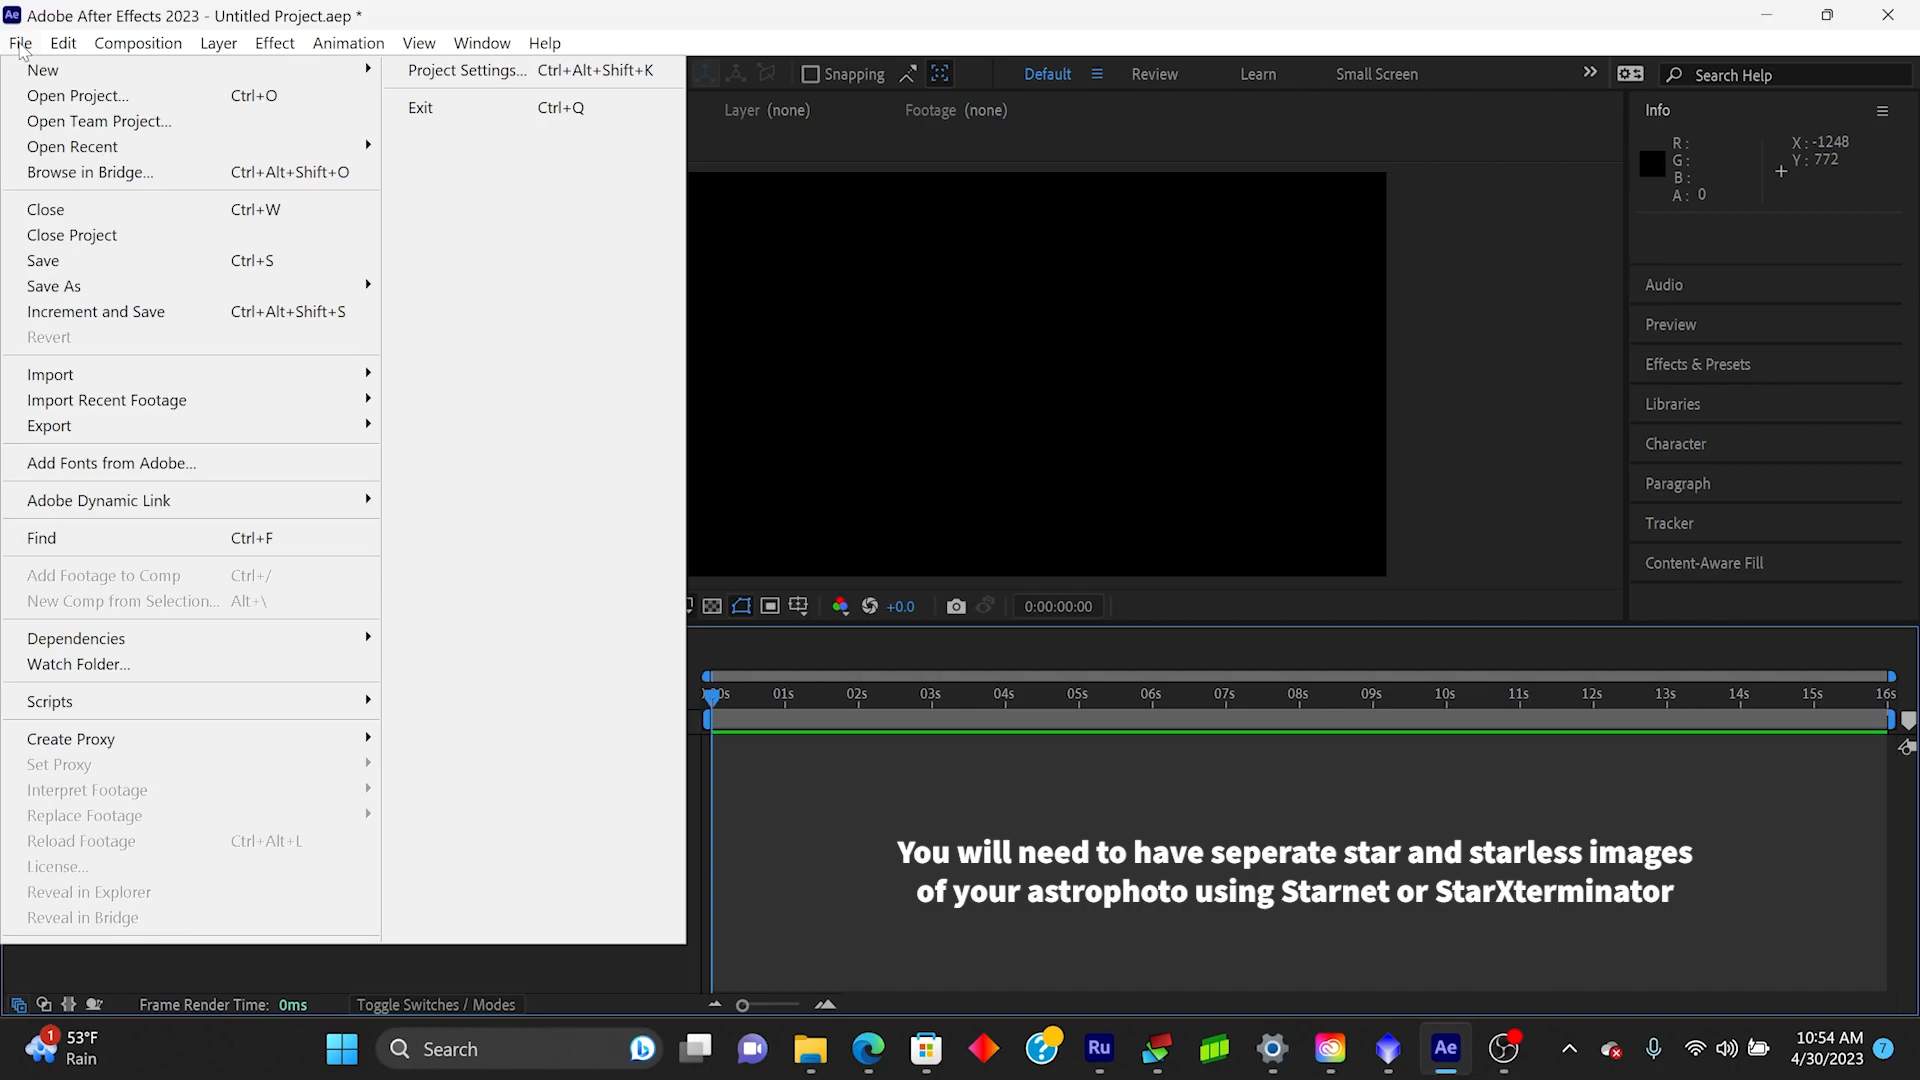 Ae Adobe After Effects 2023 - Untitled Project.aep *
File Edit Composition Layer Effect Animation View Window Help
New
Open Project... Ctrl+O
Open Team Project...
Open Recent
Browse in Bridge... Ctrl+Alt+Shift+O
Close Ctrl+W
Close Project
Save Ctrl+S
Save As
Increment and Save Ctrl+Alt+Shift+S
Revert
Import
Import Recent Footage
Export
Add Fonts from Adobe...
Adobe Dynamic Link
Find Ctrl+F
Add Footage to Comp Ctrl+/
New Comp from Selection... Alt+\
Dependencies
Watch Folder...
Scripts
Create Proxy
Set Proxy
Interpret Footage
Replace Footage
Reload Footage Ctrl+Alt+L
License...
Reveal in Explorer
Reveal in Bridge
Project Settings... Ctrl+Alt+Shift+K
Exit Ctrl+Q
Snapping Default Review Learn Small Screen Search Help
Layer (none) Footage (none)
Info
R:
G:
B:
A: 0
X: -1248
Y: 772
Audio
Preview
Effects & Presets
Libraries
Character
Paragraph
Tracker
Content-Aware Fill
+0.0 0:00:00:00
01s 02s 03s 04s 05s 06s 07s 08s 09s 10s 11s 12s 13s 14s 15s 16s
You will need to have seperate star and starless images
of your astrophoto using Starnet or StarXterminator
Frame Render Time: 0ms Toggle Switches / Modes
1 53°F
Rain
Search
Ru
Ae
10:54 AM
4/30/2023
7